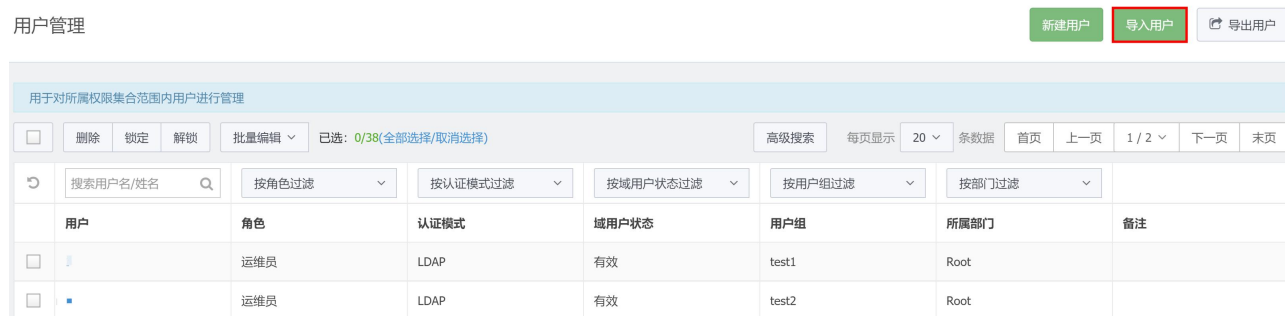 用户管理
新建用户 导入用户 导出用户
用于对所属权限集合范围内用户进行管理
删除 锁定 解锁 批量编辑 已选：0/38(全部选择/取消选择) 高级搜索 每页显示 20 条数据 首页 上一页 1 / 2 下一页 末页
搜索用户名/姓名 按角色过滤 按认证模式过滤 按域用户状态过滤 按用户组过滤 按部门过滤
用户 角色 认证模式 域用户状态 用户组 所属部门 备注
运维员 LDAP 有效 test1 Root
运维员 LDAP 有效 test2 Root